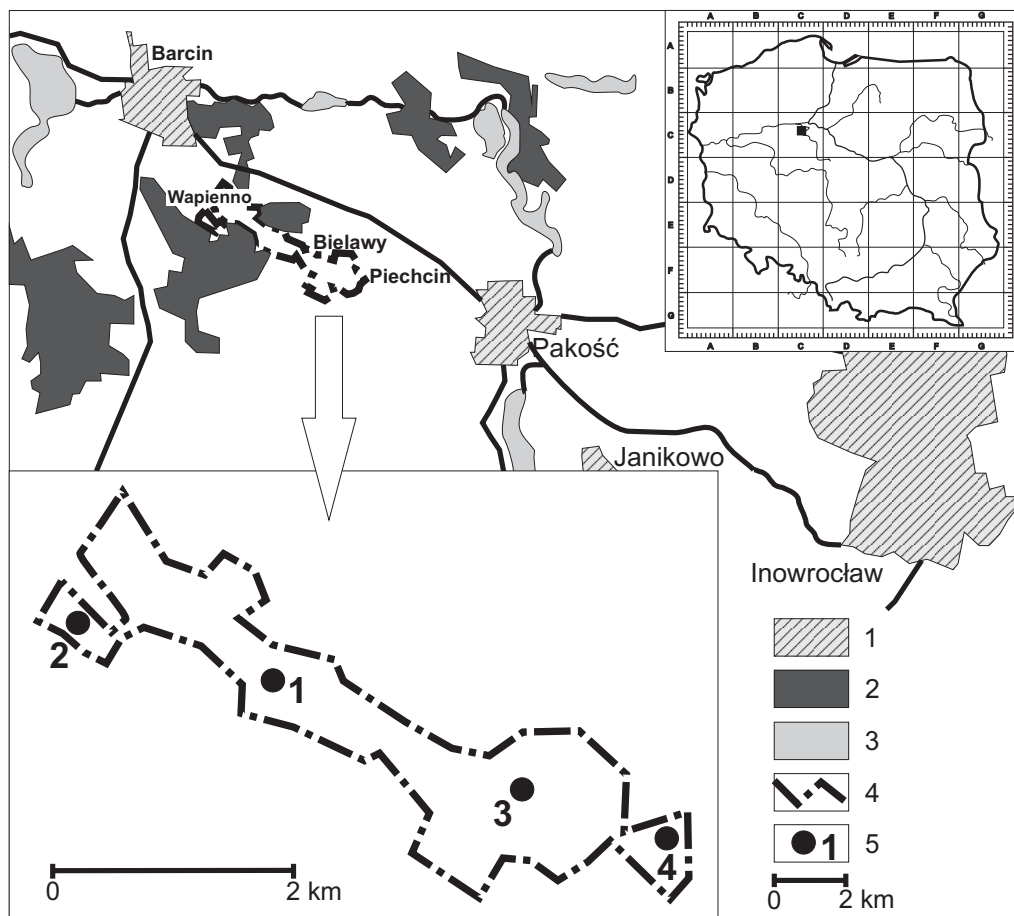 A B C D E F G
A
B
C
D
E
F
G
A B C D E F G
Barcin
Wapienno
Bielawy
Piechcin
Pakość
Janikowo
Inowrocław
2
1
3
4
0 2 km
1
2
3
4
1 5
0 2 km